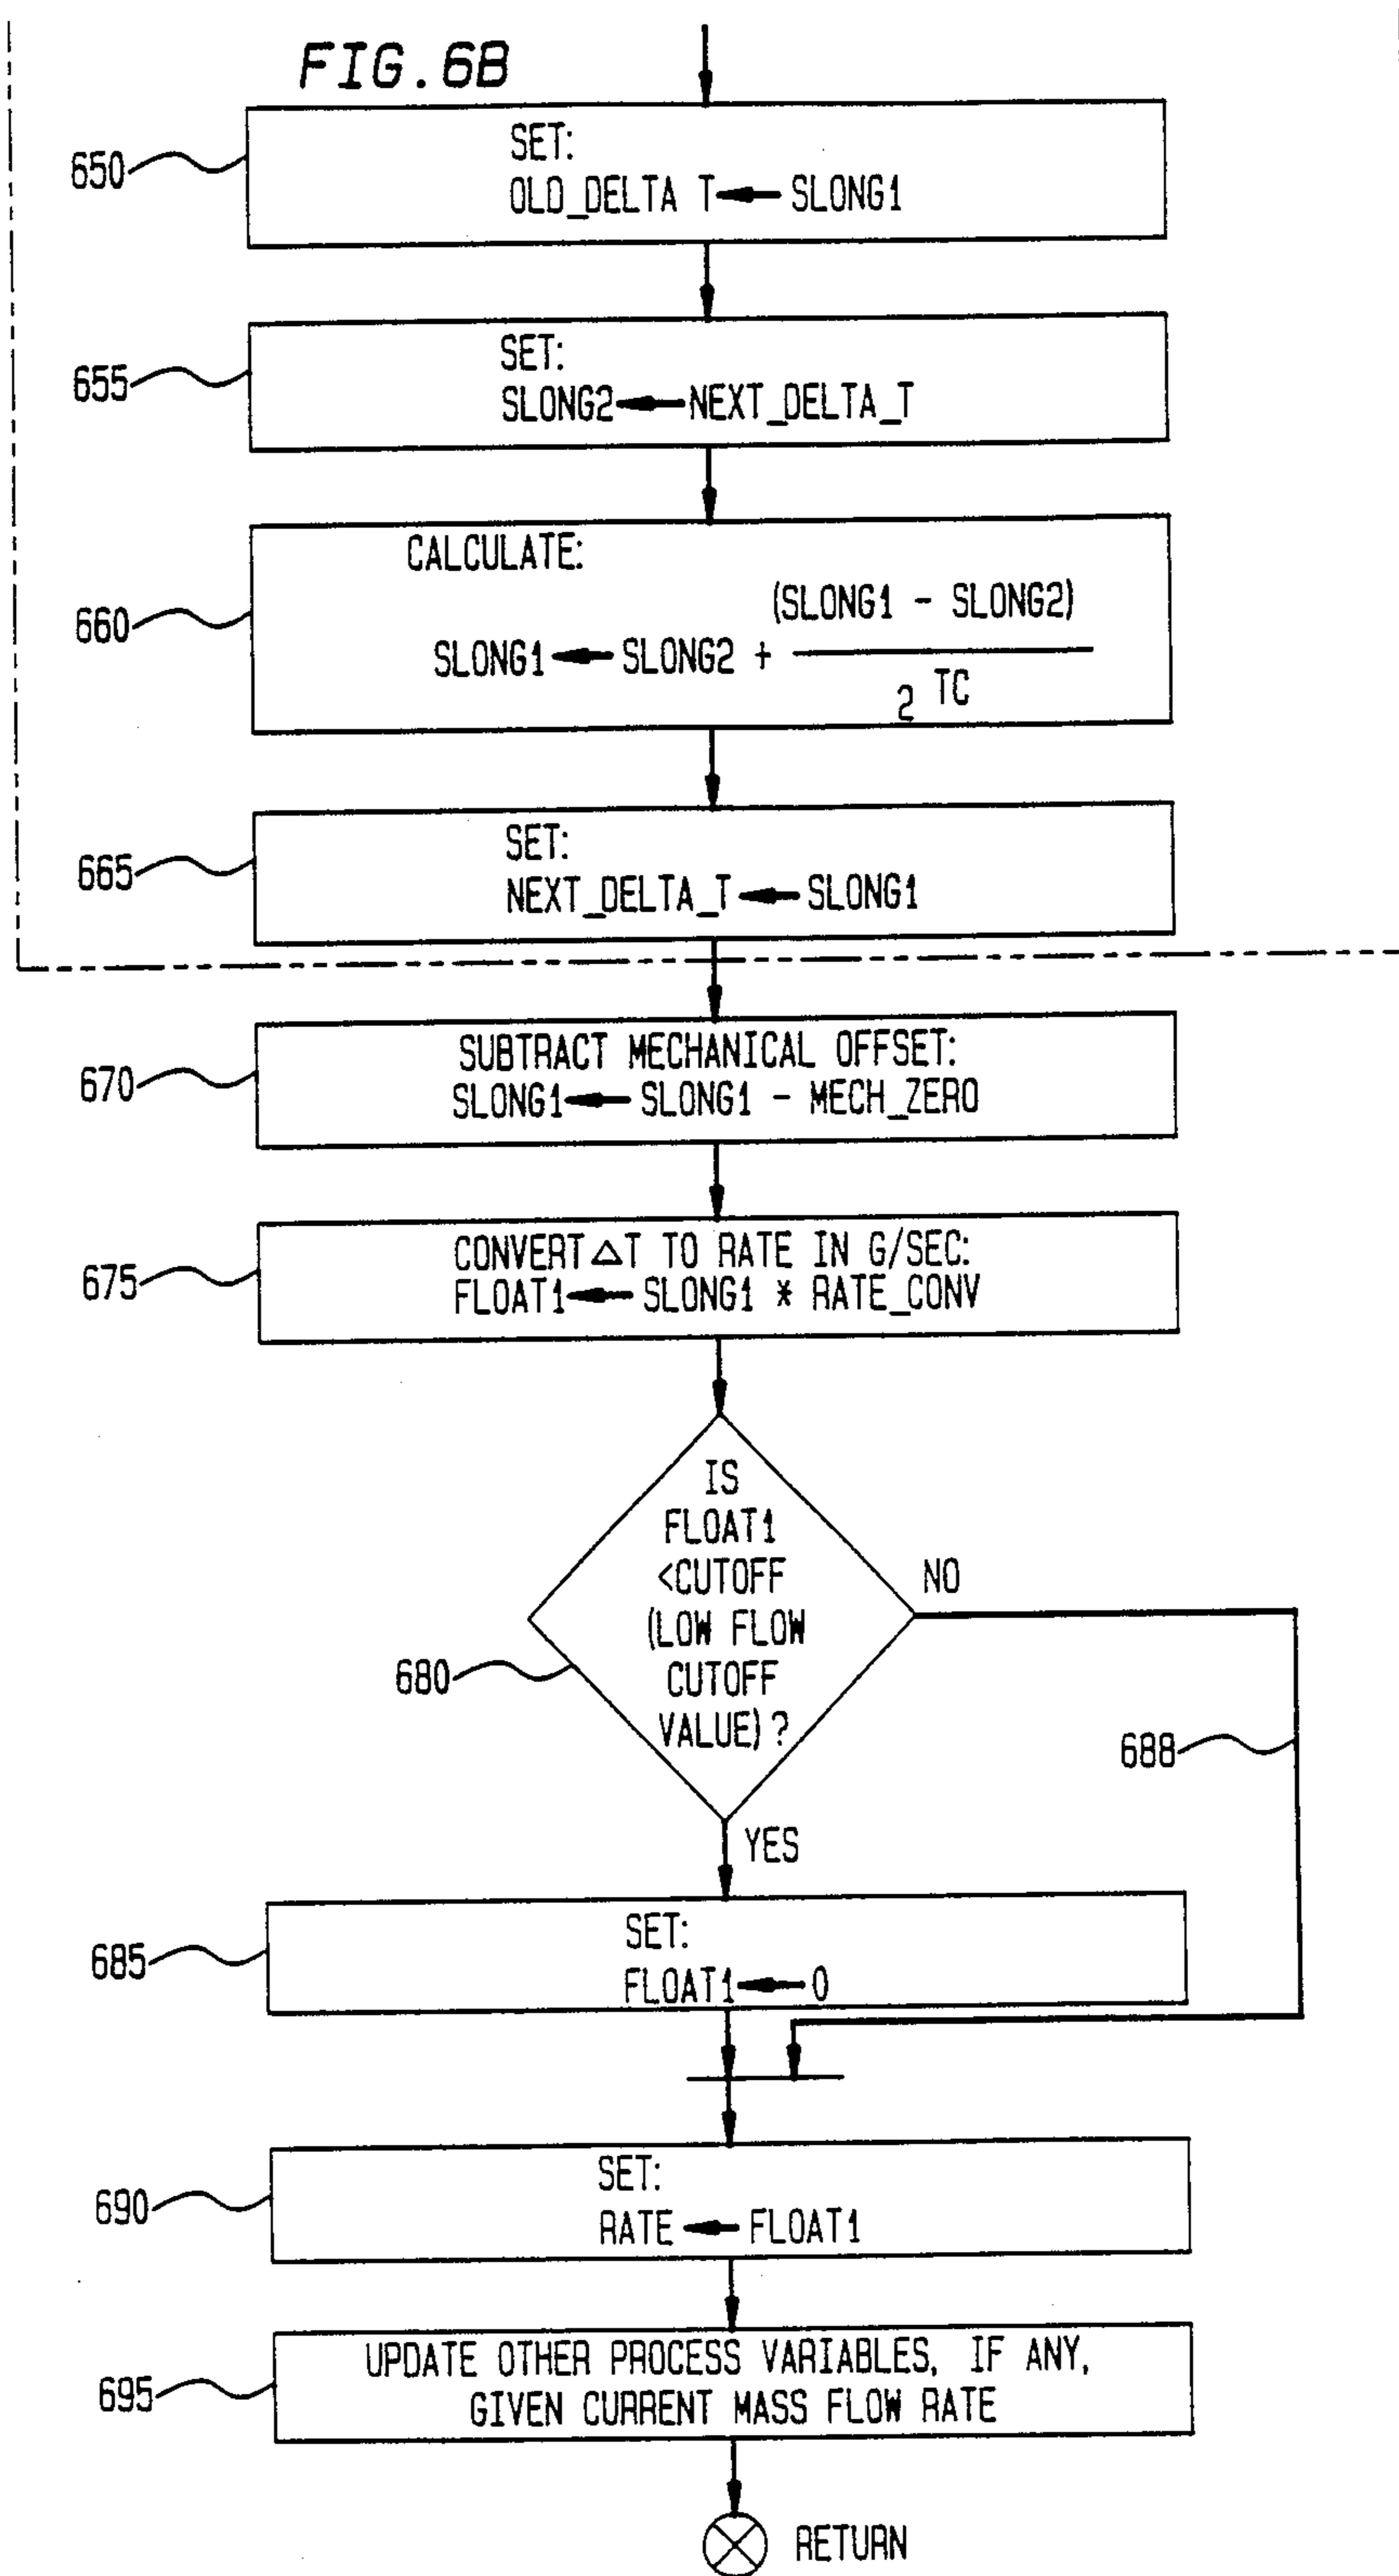 FIG.6B
650
SET:
OLD_DELTA T ← SLONG1
655
SET:
SLONG2 ← NEXT_DELTA_T
660
CALCULATE:
(SLONG1 - SLONG2)
SLONG1 ← SLONG2 +
2 TC
665
SET:
NEXT_DELTA_T ← SLONG1
670
SUBTRACT MECHANICAL OFFSET:
SLONG1 ← SLONG1 - MECH_ZERO
675
CONVERT △T TO RATE IN G/SEC:
FLOAT1 ← SLONG1 * RATE_CONV
680
IS
FLOAT1
<CUTOFF
(LOW FLOW
CUTOFF
VALUE)?
NO
688
YES
685
SET:
FLOAT1 ← 0
690
SET:
RATE ← FLOAT1
695
UPDATE OTHER PROCESS VARIABLES, IF ANY,
GIVEN CURRENT MASS FLOW RATE
RETURN